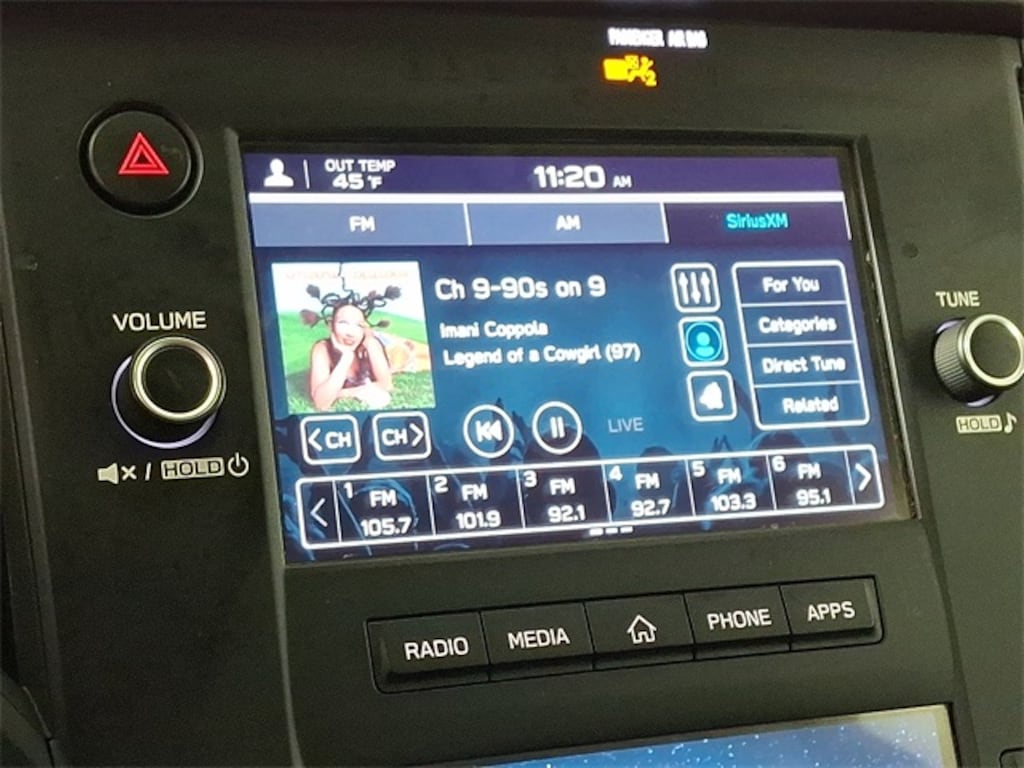 PASSENGER AIR BAG
OUT TEMP
45°F
11:20 AM
FM
AM
SiriusXM
Ch 9-90s on 9
Imani Coppola
Legend of a Cowgirl (97)
For You
Categories
Direct Tune
Related
<CH
CH>
LIVE
1 FM 105.7
2 FM 101.9
3 FM 92.1
4 FM 92.7
5 FM 103.3
6 FM 95.1
VOLUME
/ HOLD
TUNE
HOLD
RADIO
MEDIA
PHONE
APPS